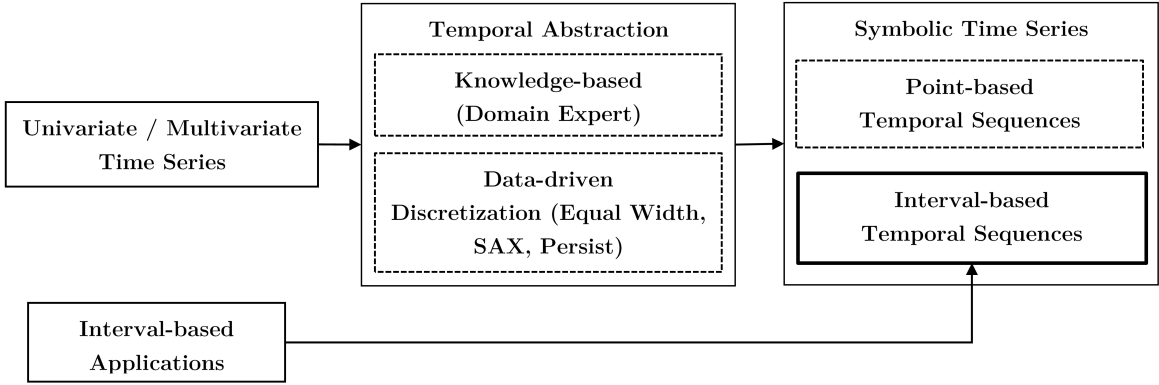 Univariate / Multivariate
Time Series
Temporal Abstraction
Knowledge-based
(Domain Expert)
Data-driven
Discretization (Equal Width,
SAX, Persist)
Symbolic Time Series
Point-based
Temporal Sequences
Interval-based
Temporal Sequences
Interval-based
Applications